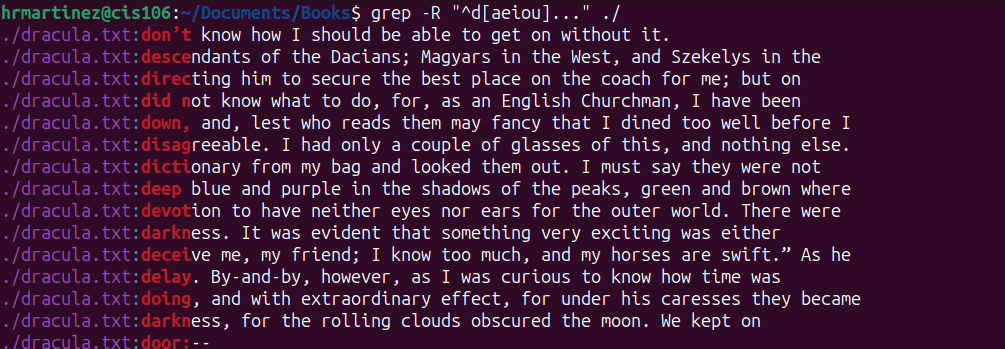 hrmartinez@cis106:~/Documents/Books$ grep -R "^d[aeiou]..." ./
./dracula.txt:don’t know how I should be able to get on without it.
./dracula.txt:descendants of the Dacians; Magyars in the West, and Szekelys in the
./dracula.txt:directing him to secure the best place on the coach for me; but on
./dracula.txt:did not know what to do, for, as an English Churchman, I have been
./dracula.txt:down, and, lest who reads them may fancy that I dined too well before I
./dracula.txt:disagreeable. I had only a couple of glasses of this, and nothing else.
./dracula.txt:dictionary from my bag and looked them out. I must say they were not
./dracula.txt:deep blue and purple in the shadows of the peaks, green and brown where
./dracula.txt:devotion to have neither eyes nor ears for the outer world. There were
./dracula.txt:darkness. It was evident that something very exciting was either
./dracula.txt:deceive me, my friend; I know too much, and my horses are swift.” As he
./dracula.txt:delay. By-and-by, however, as I was curious to know how time was
./dracula.txt:doing, and with extraordinary effect, for under his caresses they became
./dracula.txt:darkness, for the rolling clouds obscured the moon. We kept on
./dracula.txt:door:--